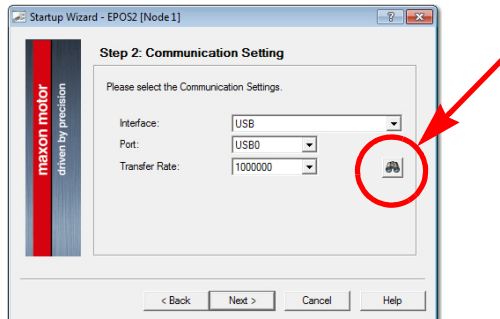 Startup Wizard - EPOS2 [Node 1]
?
Step 2: Communication Setting
maxon motor
driven by precision
Please select the Communication Settings.
Interface: USB
Port: USB0
Transfer Rate: 1000000
< Back Next > Cancel Help